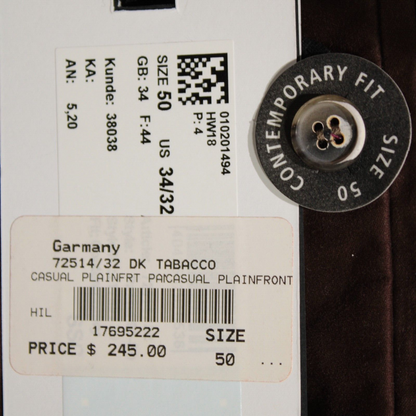 010201494
HW18
P: 4
SIZE 50 US 34/32
GB: 34 F: 44
Kunde: 38038
KA:
AN: 5,20
CONTEMPORARY FIT
SIZE 50
Garmany
72514/32 DK TABACCO
CASUAL PLAINFRT PANCASUAL PLAINFRONT
HIL
17695222
SIZE
PRICE $ 245.00
50 ...